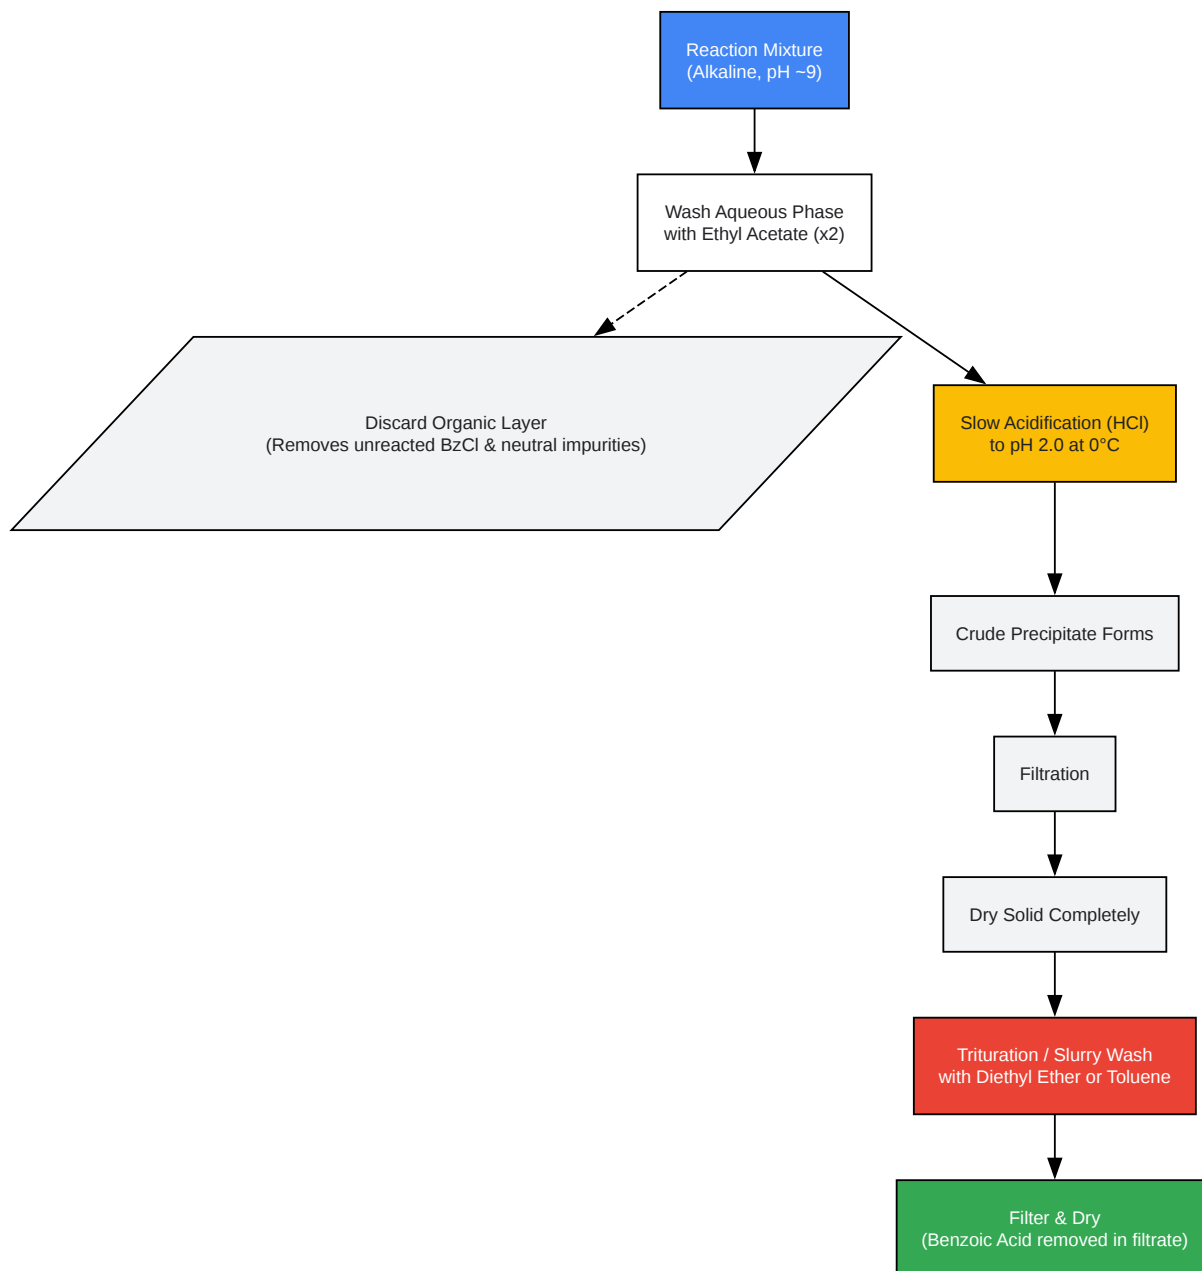 Reaction Mixture
(Alkaline, pH ~9)
Wash Aqueous Phase
with Ethyl Acetate (x2)
Discard Organic Layer
(Removes unreacted BzCl & neutral impurities)
Slow Acidification (HCl)
to pH 2.0 at 0°C
Crude Precipitate Forms
Filtration
Dry Solid Completely
Trituration / Slurry Wash
with Diethyl Ether or Toluene
Filter & Dry
(Benzoic Acid removed in filtrate)